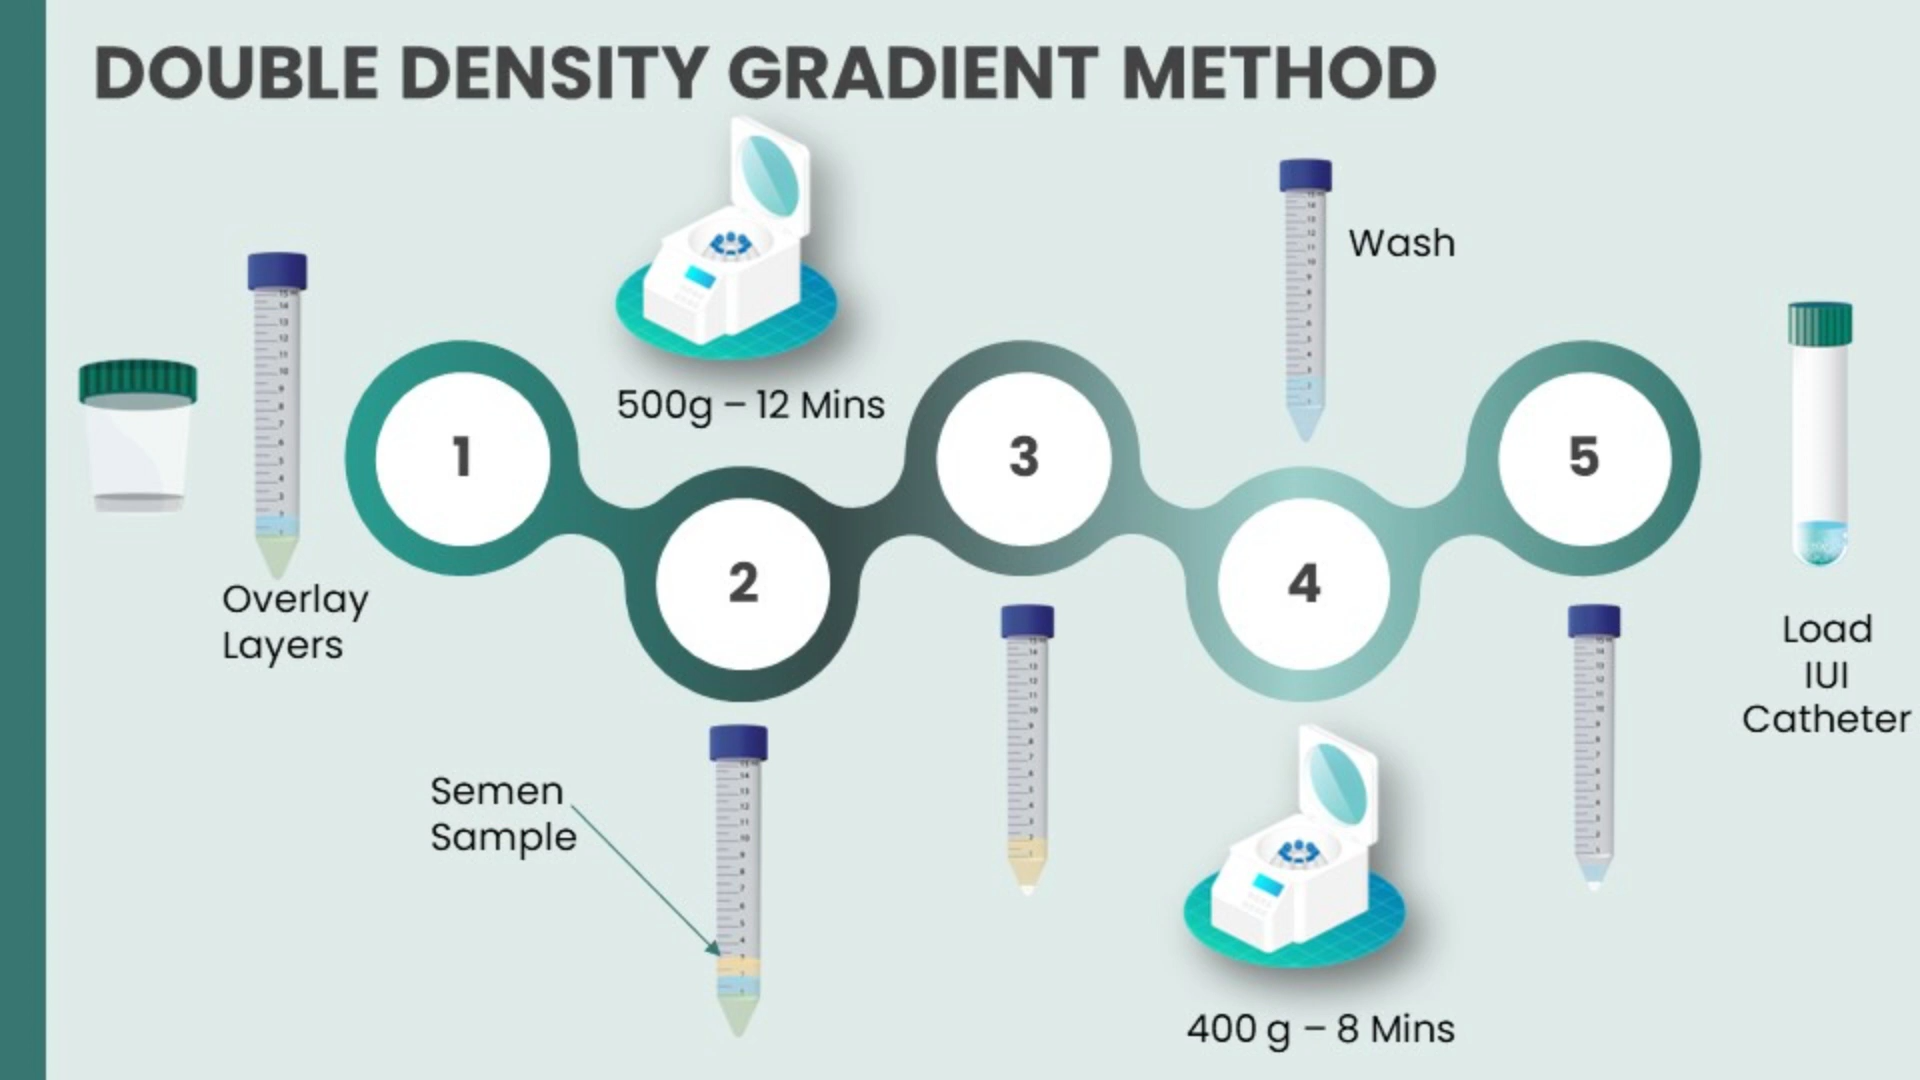 DOUBLE DENSITY GRADIENT METHOD
Overlay
Layers
1
500g – 12 Mins
2
Semen
Sample
3
Wash
4
400 g – 8 Mins
5
Load
IUI
Catheter